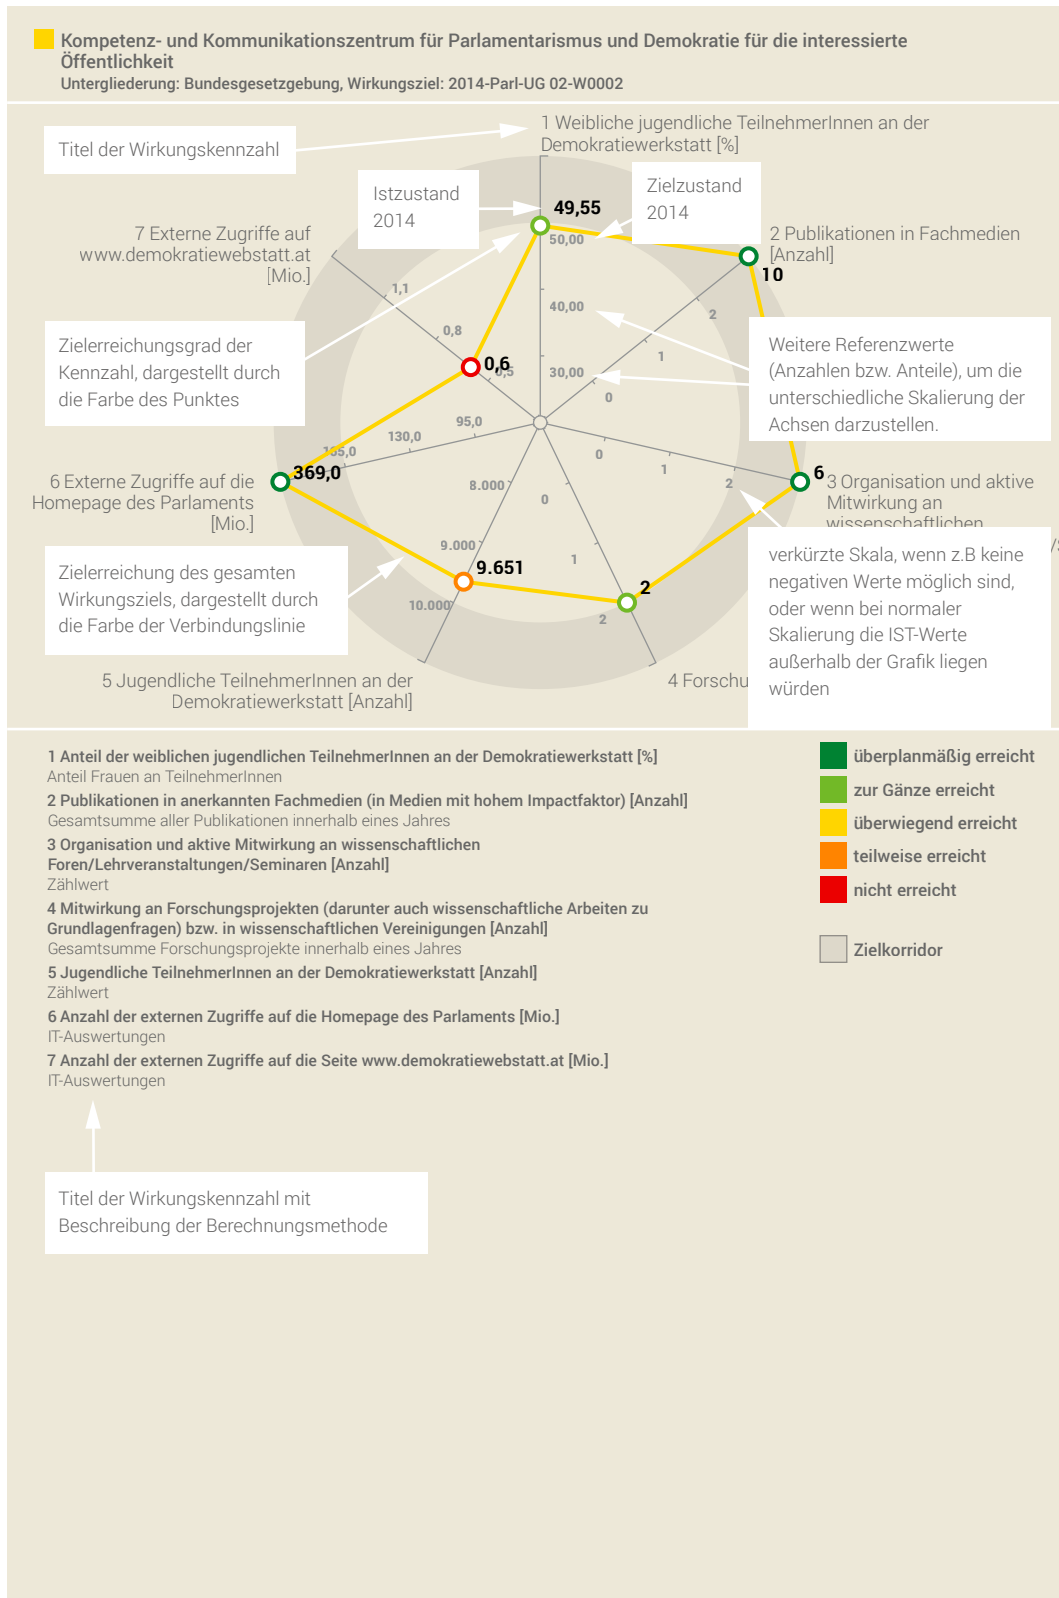 Kompetenz- und Kommunikationszentrum für Parlamentarismus und Demokratie für die interessierte
Öffentlichkeit
Untergliederung: Bundesgesetzgebung, Wirkungsziel: 2014-Parl-UG 02-W0002
Titel der Wirkungskennzahl
1 Weibliche jugendliche TeilnehmerInnen an der
Demokratiewerkstatt [%]
Istzustand
2014
Zielzustand
2014
49,55
50,00
40,00
30,00
2 Publikationen in Fachmedien
[Anzahl]
10
2
1
0
7 Externe Zugriffe auf
www.demokratiewebstatt.at
[Mio.]
1,1
0,8
0,5
0,6
Zielerreichungsgrad der
Kennzahl, dargestellt durch
die Farbe des Punktes
Weitere Referenzwerte
(Anzahlen bzw. Anteile), um die
unterschiedliche Skalierung der
Achsen darzustellen.
95,0
130,0
165,0
369,0
6 Externe Zugriffe auf die
Homepage des Parlaments
[Mio.]
0
1
2
6
3 Organisation und aktive
Mitwirkung an
wissenschaftlichen
8.000
9.000
10.000
9.651
0
1
2
2
Zielerreichung des gesamten
Wirkungsziels, dargestellt durch
die Farbe der Verbindungslinie
verkürzte Skala, wenn z.B keine
negativen Werte möglich sind,
oder wenn bei normaler
Skalierung die IST-Werte
außerhalb der Grafik liegen
würden
5 Jugendliche TeilnehmerInnen an der
Demokratiewerkstatt [Anzahl]
4 Forschu
1 Anteil der weiblichen jugendlichen TeilnehmerInnen an der Demokratiewerkstatt [%]
Anteil Frauen an TeilnehmerInnen
2 Publikationen in anerkannten Fachmedien (in Medien mit hohem Impactfaktor) [Anzahl]
Gesamtsumme aller Publikationen innerhalb eines Jahres
3 Organisation und aktive Mitwirkung an wissenschaftlichen
Foren/Lehrveranstaltungen/Seminaren [Anzahl]
Zählwert
4 Mitwirkung an Forschungsprojekten (darunter auch wissenschaftliche Arbeiten zu
Grundlagenfragen) bzw. in wissenschaftlichen Vereinigungen [Anzahl]
Gesamtsumme Forschungsprojekte innerhalb eines Jahres
5 Jugendliche TeilnehmerInnen an der Demokratiewerkstatt [Anzahl]
Zählwert
6 Anzahl der externen Zugriffe auf die Homepage des Parlaments [Mio.]
IT-Auswertungen
7 Anzahl der externen Zugriffe auf die Seite www.demokratiewebstatt.at [Mio.]
IT-Auswertungen
überplanmäßig erreicht
zur Gänze erreicht
überwiegend erreicht
teilweise erreicht
nicht erreicht
Zielkorridor
Titel der Wirkungskennzahl mit
Beschreibung der Berechnungsmethode